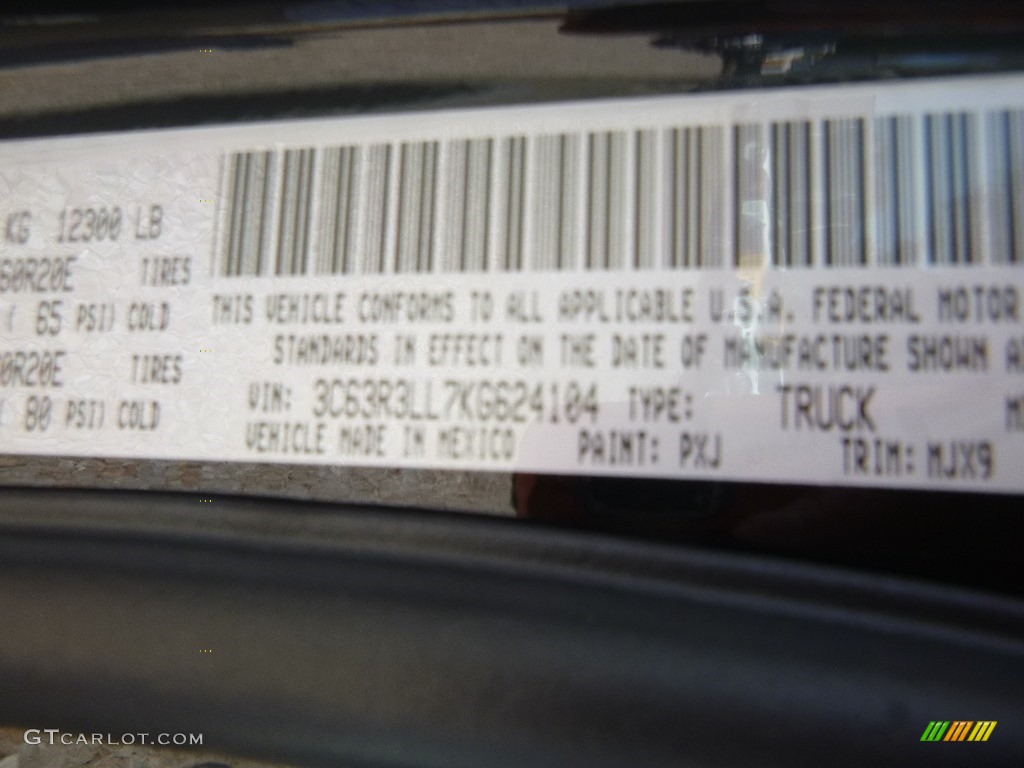 KG 12300 LB
60R20E TIRES
( 65 PSI) COLD
0R20E TIRES
( 80 PSI) COLD
THIS VEHICLE CONFORMS TO ALL APPLICABLE U.S.A. FEDERAL MOTOR
STANDARDS IN EFFECT ON THE DATE OF MANUFACTURE SHOWN A
VIN: 3C63R3LL7KG624104 TYPE: TRUCK
VEHICLE MADE IN MEXICO PAINT: PXJ TRIM: MJX9
GTCARLOT.COM